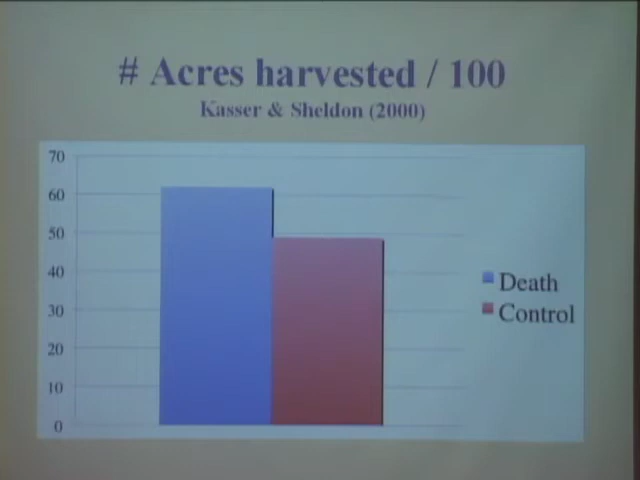 # Acres harvested / 100
Kasser & Sheldon (2000)
70
60
50
40
30
20
10
0
Death
Control